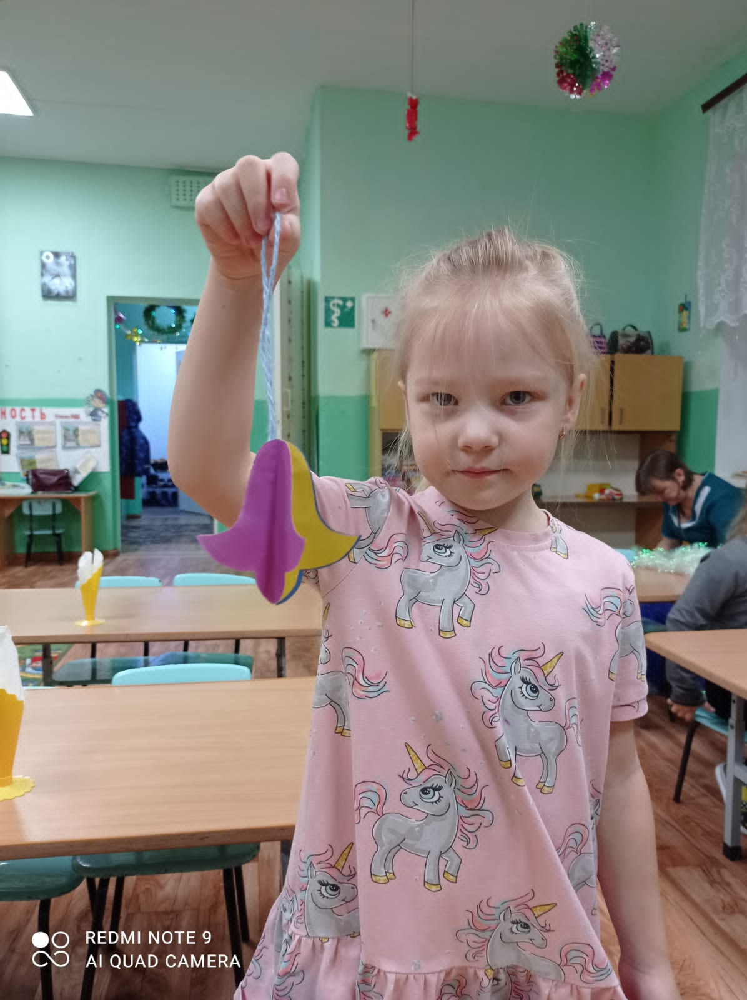 НОСТЬ
REDMI NOTE 9
AI QUAD CAMERA